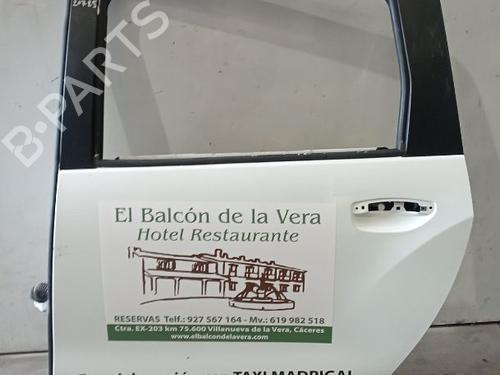 B-PARTS
El Balcón de la Vera
Hotel Restaurante
RESERVAS Telf.: 927 567 164 - Mv.: 619 982 518
Ctra. EX-203 km 75.600 Villanueva de la Vera, Cáceres
www.elbalcondelavera.com
TAXI MADRIGAL